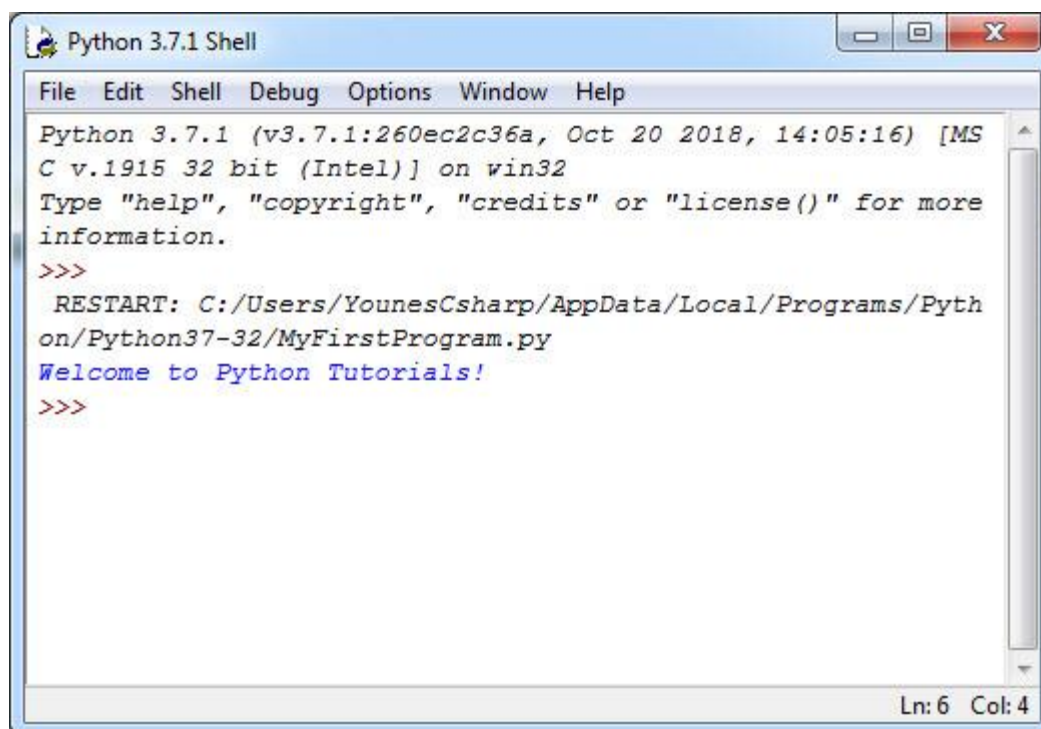 Python 3.7.1 Shell
File Edit Shell Debug Options Window Help
Python 3.7.1 (v3.7.1:260ec2c36a, Oct 20 2018, 14:05:16) [MS
C v.1915 32 bit (Intel)] on win32
Type "help", "copyright", "credits" or "license()" for more
information.
>>>
RESTART: C:/Users/YounesCsharp/AppData/Local/Programs/Pyth
on/Python37-32/MyFirstProgram.py
Welcome to Python Tutorials!
>>>
Ln: 6 Col: 4